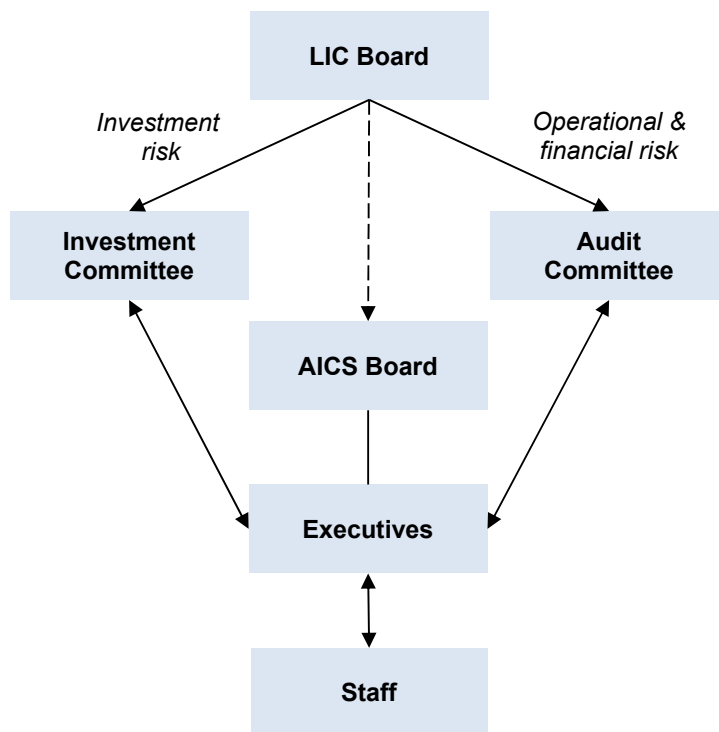 LIC Board
Investment
risk
Operational &
financial risk
Investment
Committee
Audit
Committee
AICS Board
Executives
Staff